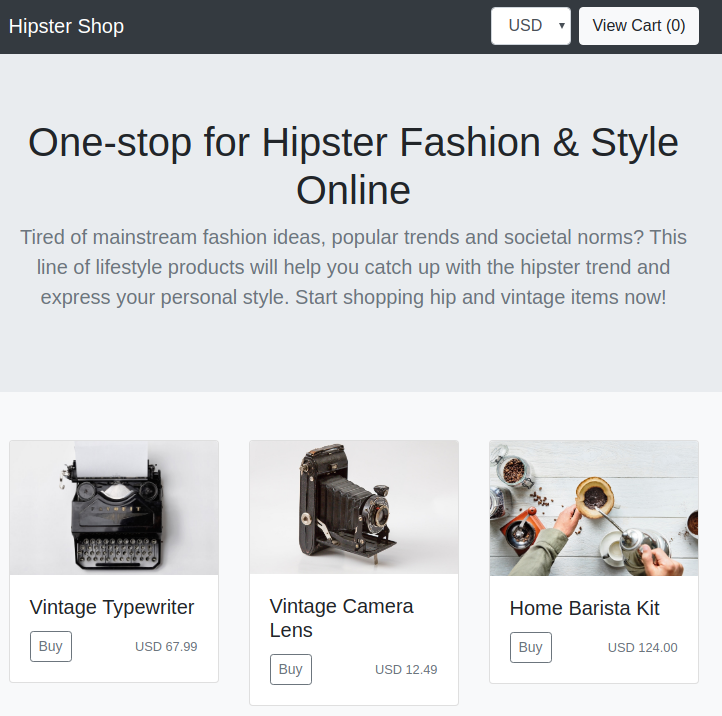 Hipster Shop
USD
View Cart (0)
One-stop for Hipster Fashion & Style
Online
Tired of mainstream fashion ideas, popular trends and societal norms? This
line of lifestyle products will help you catch up with the hipster trend and
express your personal style. Start shopping hip and vintage items now!
Vintage Typewriter
Buy
USD 67.99
Vintage Camera
Lens
Buy
USD 12.49
Home Barista Kit
Buy
USD 124.00